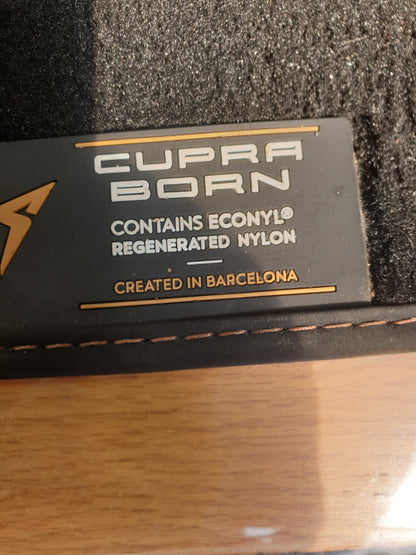 CUPRA
BORN
CONTAINS ECONYL®
REGENERATED NYLON
CREATED IN BARCELONA